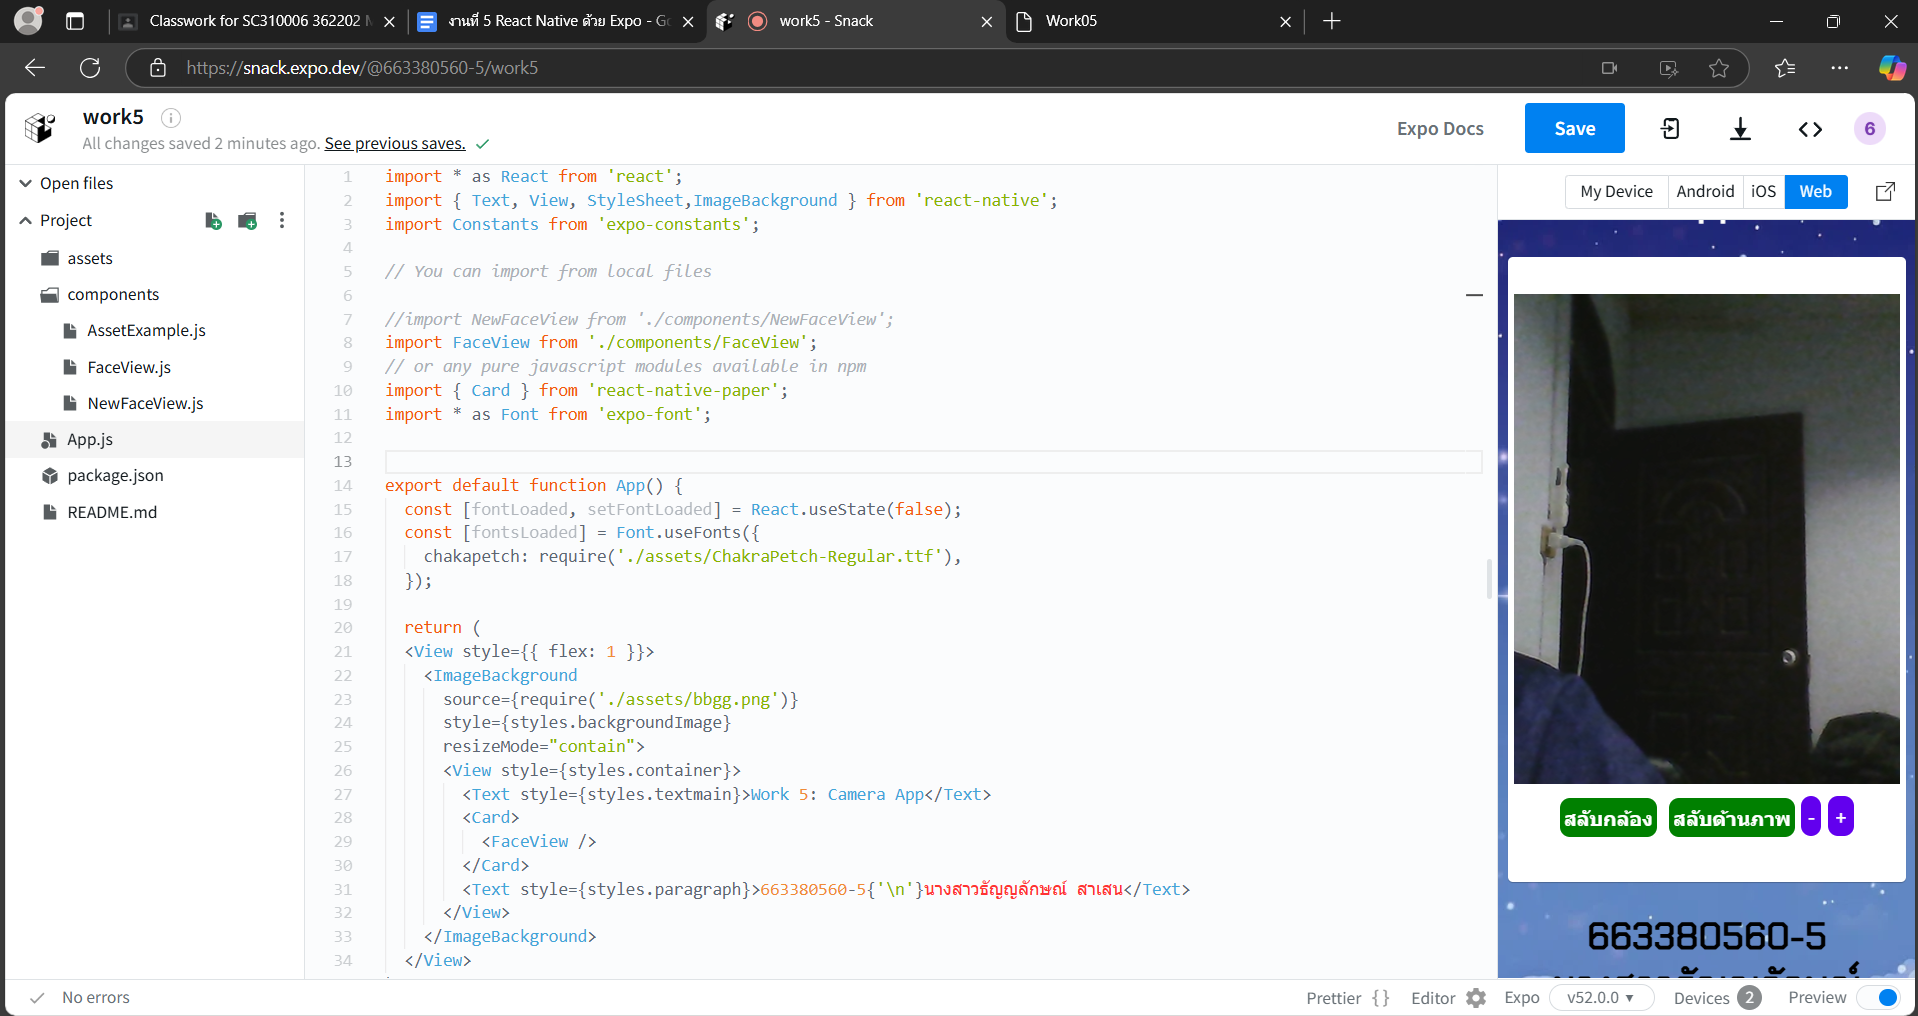 Classwork for SC310006 362202 M
งานที่ 5 React Native ด้วย Expo - Go
work5 - Snack
Work05
https://snack.expo.dev/@663380560-5/work5
work5
All changes saved 2 minutes ago. See previous saves.
Expo Docs
Save
6
Open files
Project
assets
components
AssetExample.js
FaceView.js
NewFaceView.js
App.js
package.json
README.md
1 import * as React from 'react';
2 import { Text, View, StyleSheet,ImageBackground } from 'react-native';
3 import Constants from 'expo-constants';
4
5 // You can import from local files
6
7 //import NewFaceView from './components/NewFaceView';
8 import FaceView from './components/FaceView';
9 // or any pure javascript modules available in npm
10 import { Card } from 'react-native-paper';
11 import * as Font from 'expo-font';
12
13
14 export default function App() {
15 const [fontLoaded, setFontLoaded] = React.useState(false);
16 const [fontsLoaded] = Font.useFonts({
17 chakapetch: require('./assets/ChakraPetch-Regular.ttf'),
18 });
19
20 return (
21 <View style={{ flex: 1 }}>
22 <ImageBackground
23 source={require('./assets/bbgg.png')}
24 style={styles.backgroundImage}
25 resizeMode="contain">
26 <View style={styles.container}>
27 <Text style={styles.textmain}>Work 5: Camera App</Text>
28 <Card>
29 <FaceView />
30 </Card>
31 <Text style={styles.paragraph}>663380560-5{'\n'}นางสาวธัญญลักษณ์ สาเสน</Text>
32 </View>
33 </ImageBackground>
34 </View>
My Device
Android
iOS
Web
สลับกล้อง สลับด้านภาพ - +
663380560-5
No errors
Prettier {} Editor Expo v52.0.0 Devices 2 Preview